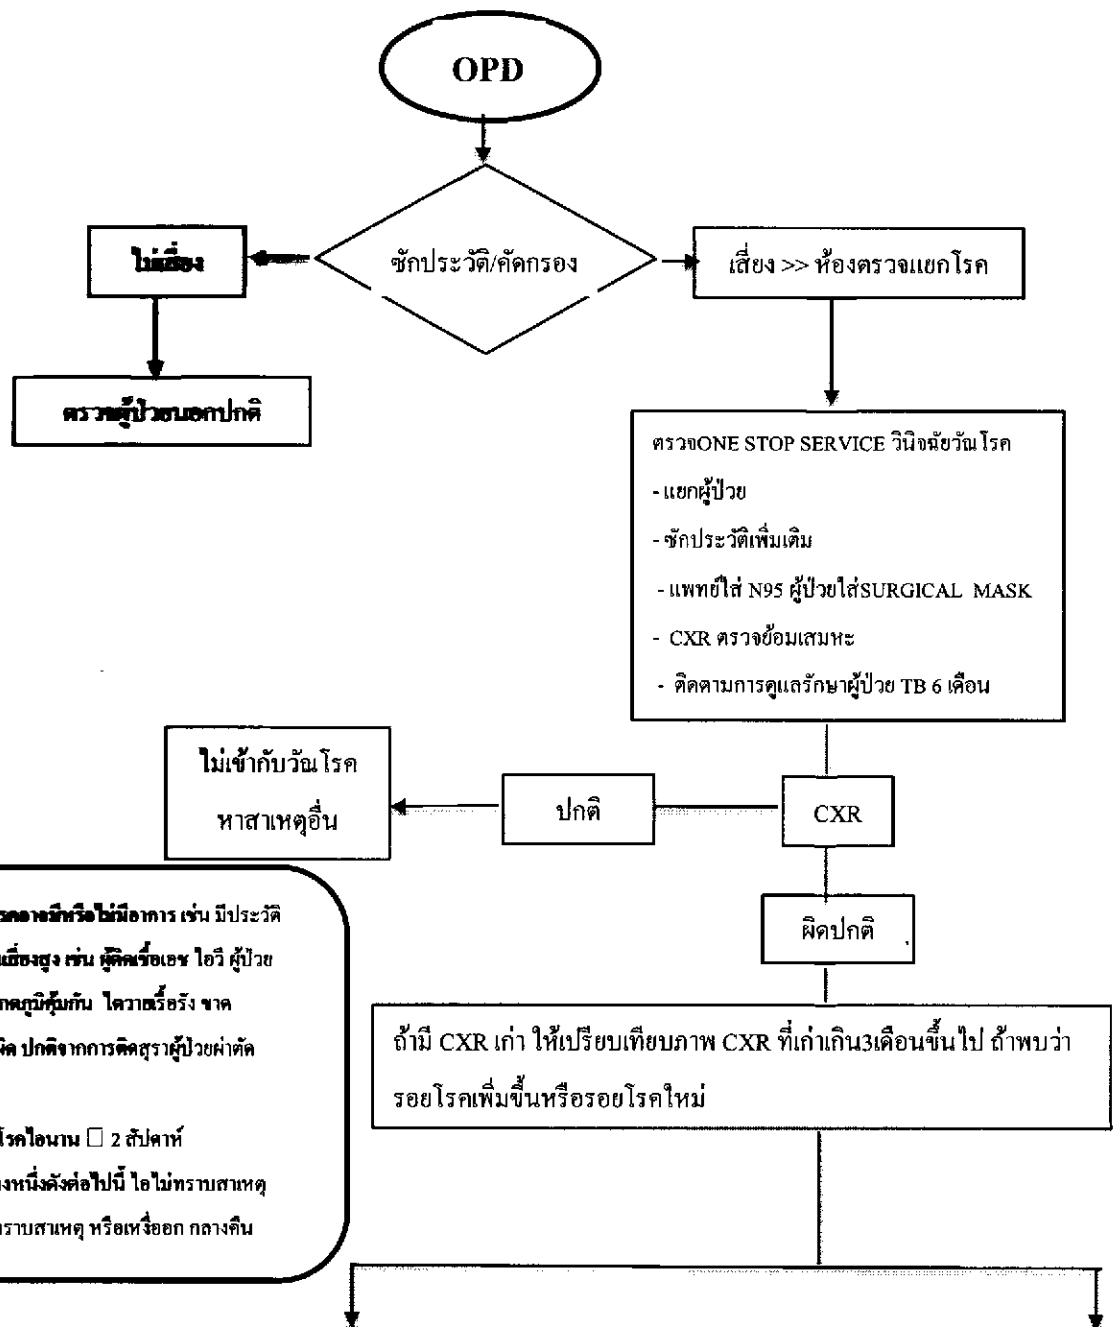 OPD
ซักประวัติ/คัดกรอง
ไม่เสี่ยง
เสี่ยง >> ห้องตรวจแยกโรค
ตรวจผู้ป่วยนอกปกติ
ตรวจONE STOP SERVICE วินิจฉัยวัณโรค
- แยกผู้ป่วย
- ซักประวัติเพิ่มเติม
- แพทย์ใส่ N95 ผู้ป่วยใส่SURGICAL MASK
- CXR ตรวจย้อมเสมหะ
- ติดตามการดูแลรักษาผู้ป่วย TB 6 เดือน
ไม่เข้ากับวัณโรค
หาสาเหตุอื่น
ปกติ
CXR
ผิดปกติ
ถ้ามี CXR เก่า ให้เปรียบเทียบภาพ CXR ที่เก่าเกิน3เดือนขึ้นไป ถ้าพบว่า
รอยโรคเพิ่มขึ้นหรือรอยโรคใหม่
อาจมีหรือไม่มีอาการ เช่น มีประวัติ
เสี่ยงสูง เช่น ผู้ติดเชื้อเอช ไอวี ผู้ป่วย
กดภูมิคุ้มกัน ไตวายเรื้อรัง ขาด
ผิด ปกติจากการติดสุราผู้ป่วยผ่าตัด
โรคไอนาน □ 2 สัปดาห์
หนึ่งดังต่อไปนี้ ไอไม่ทราบสาเหตุ
ทราบสาเหตุ หรือเหงื่ออก กลางคืน